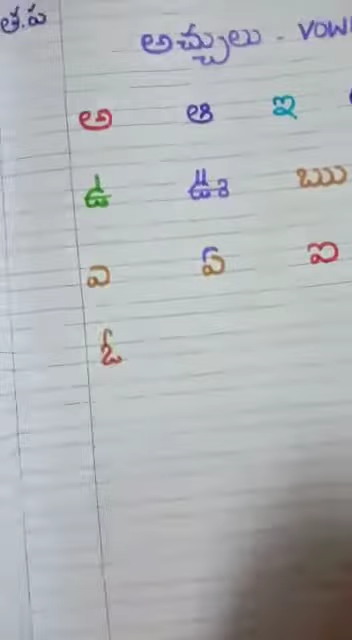 త.ప
అచ్చులు - VOW
అ ఆ ఇ
ఉ ఊ ఋ
ఎ ఏ ఐ
ఓ